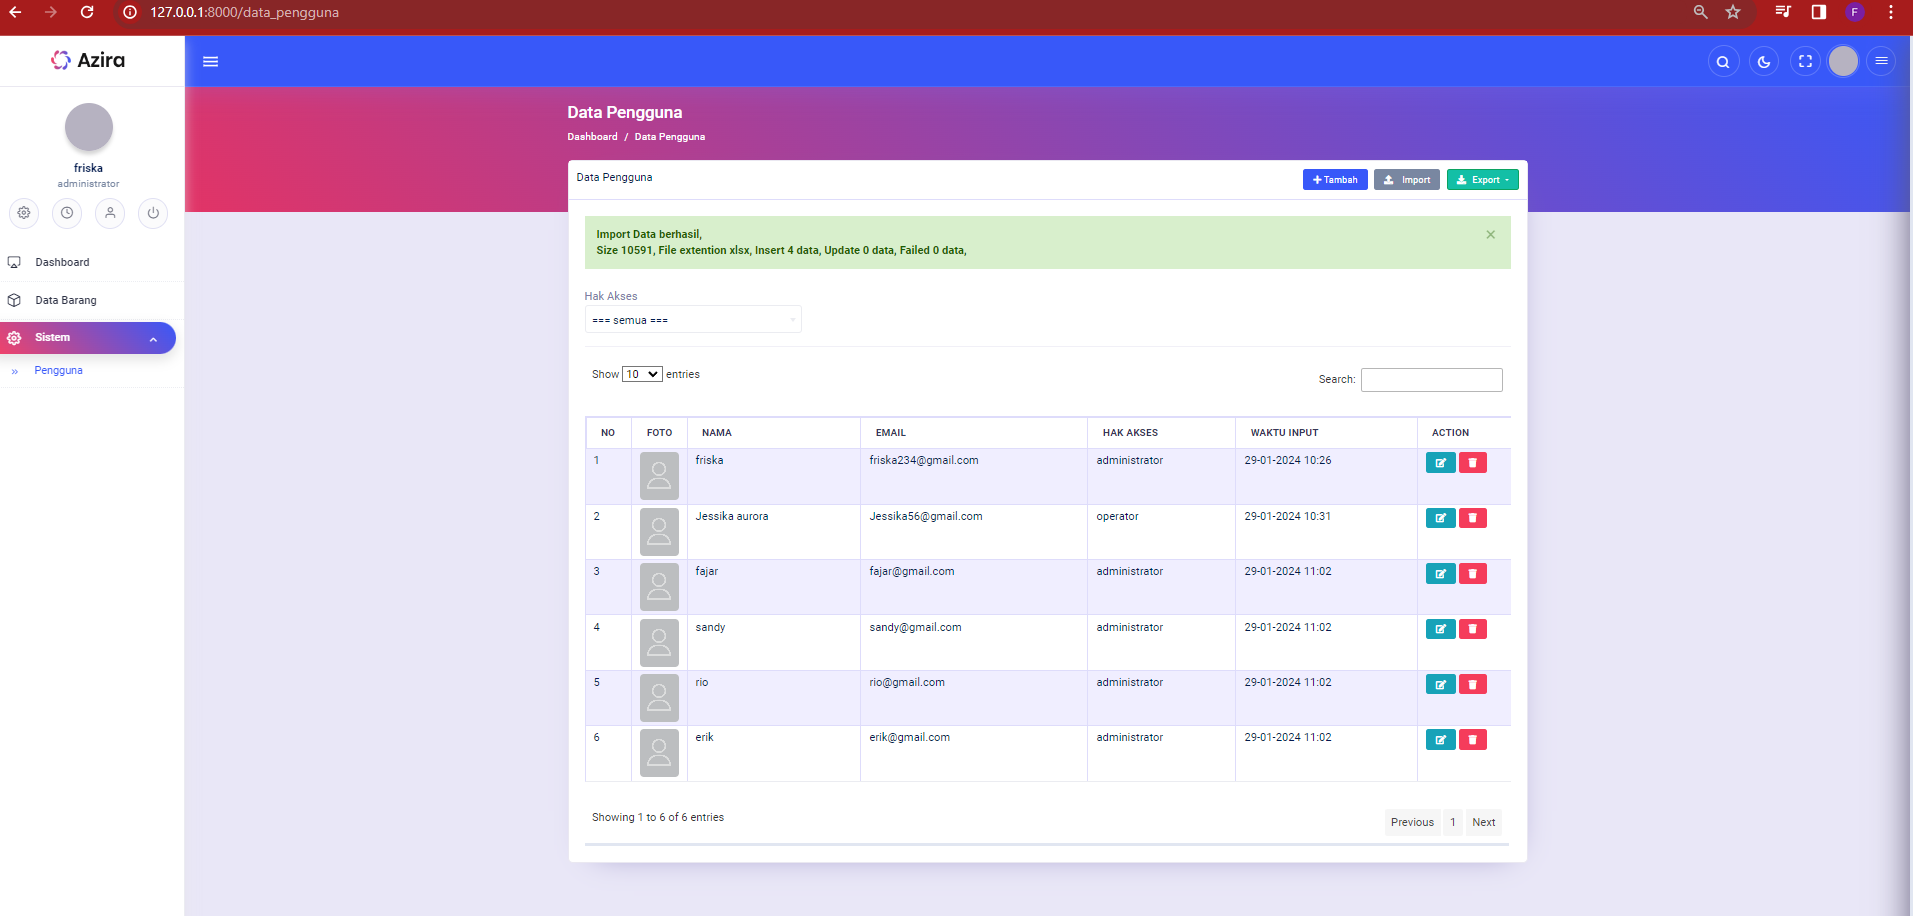 127.0.0.1:8000/data_pengguna
F
Azira
friska
administrator
Dashboard
Data Barang
Sistem
» Pengguna
Data Pengguna
Dashboard / Data Pengguna
Data Pengguna
+ Tambah Import Export
Import Data berhasil,
Size 10591, File extention xlsx, Insert 4 data, Update 0 data, Failed 0 data,
×
Hak Akses
=== semua ===
Show 10 entries
Search:
NO FOTO NAMA EMAIL HAK AKSES WAKTU INPUT ACTION
1 friska friska234@gmail.com administrator 29-01-2024 10:26
2 Jessika aurora Jessika56@gmail.com operator 29-01-2024 10:31
3 fajar fajar@gmail.com administrator 29-01-2024 11:02
4 sandy sandy@gmail.com administrator 29-01-2024 11:02
5 rio rio@gmail.com administrator 29-01-2024 11:02
6 erik erik@gmail.com administrator 29-01-2024 11:02
Showing 1 to 6 of 6 entries
Previous 1 Next